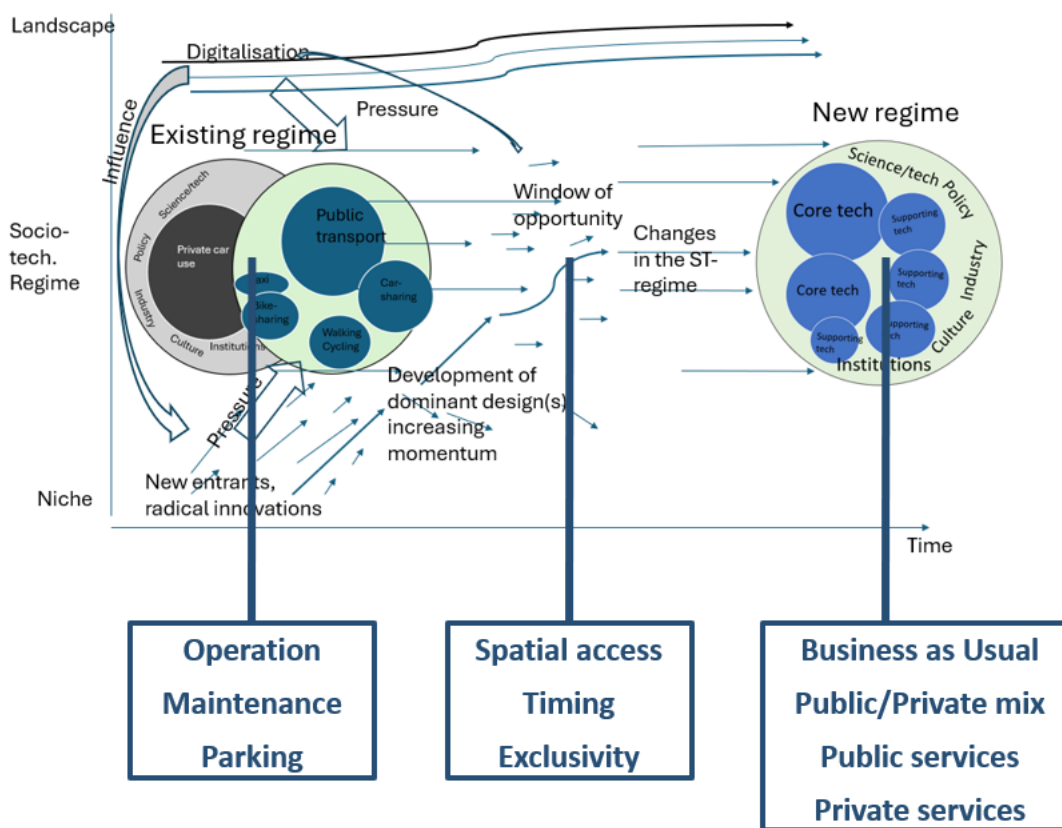 Landscape
Digitalisation
Pressure
Influence
Existing regime
New regime
Science/tech
Policy
Industry
Culture
Institutions
Private car
use
Public
transport
Car-
sharing
Bike-
sharing
Walking
Cycling
Socio-
tech.
Regime
Window of
opportunity
Changes
in the ST-
regime
Science/tech
Policy
Industry
Culture
Institutions
Core tech
Supporting
tech
Core tech
Supporting
tech
Supporting
tech
Supporting
tech
Pressure
Development of
dominant design(s)
increasing
momentum
New entrants,
radical innovations
Niche
Time
Operation
Maintenance
Parking
Spatial access
Timing
Exclusivity
Business as Usual
Public/Private mix
Public services
Private services